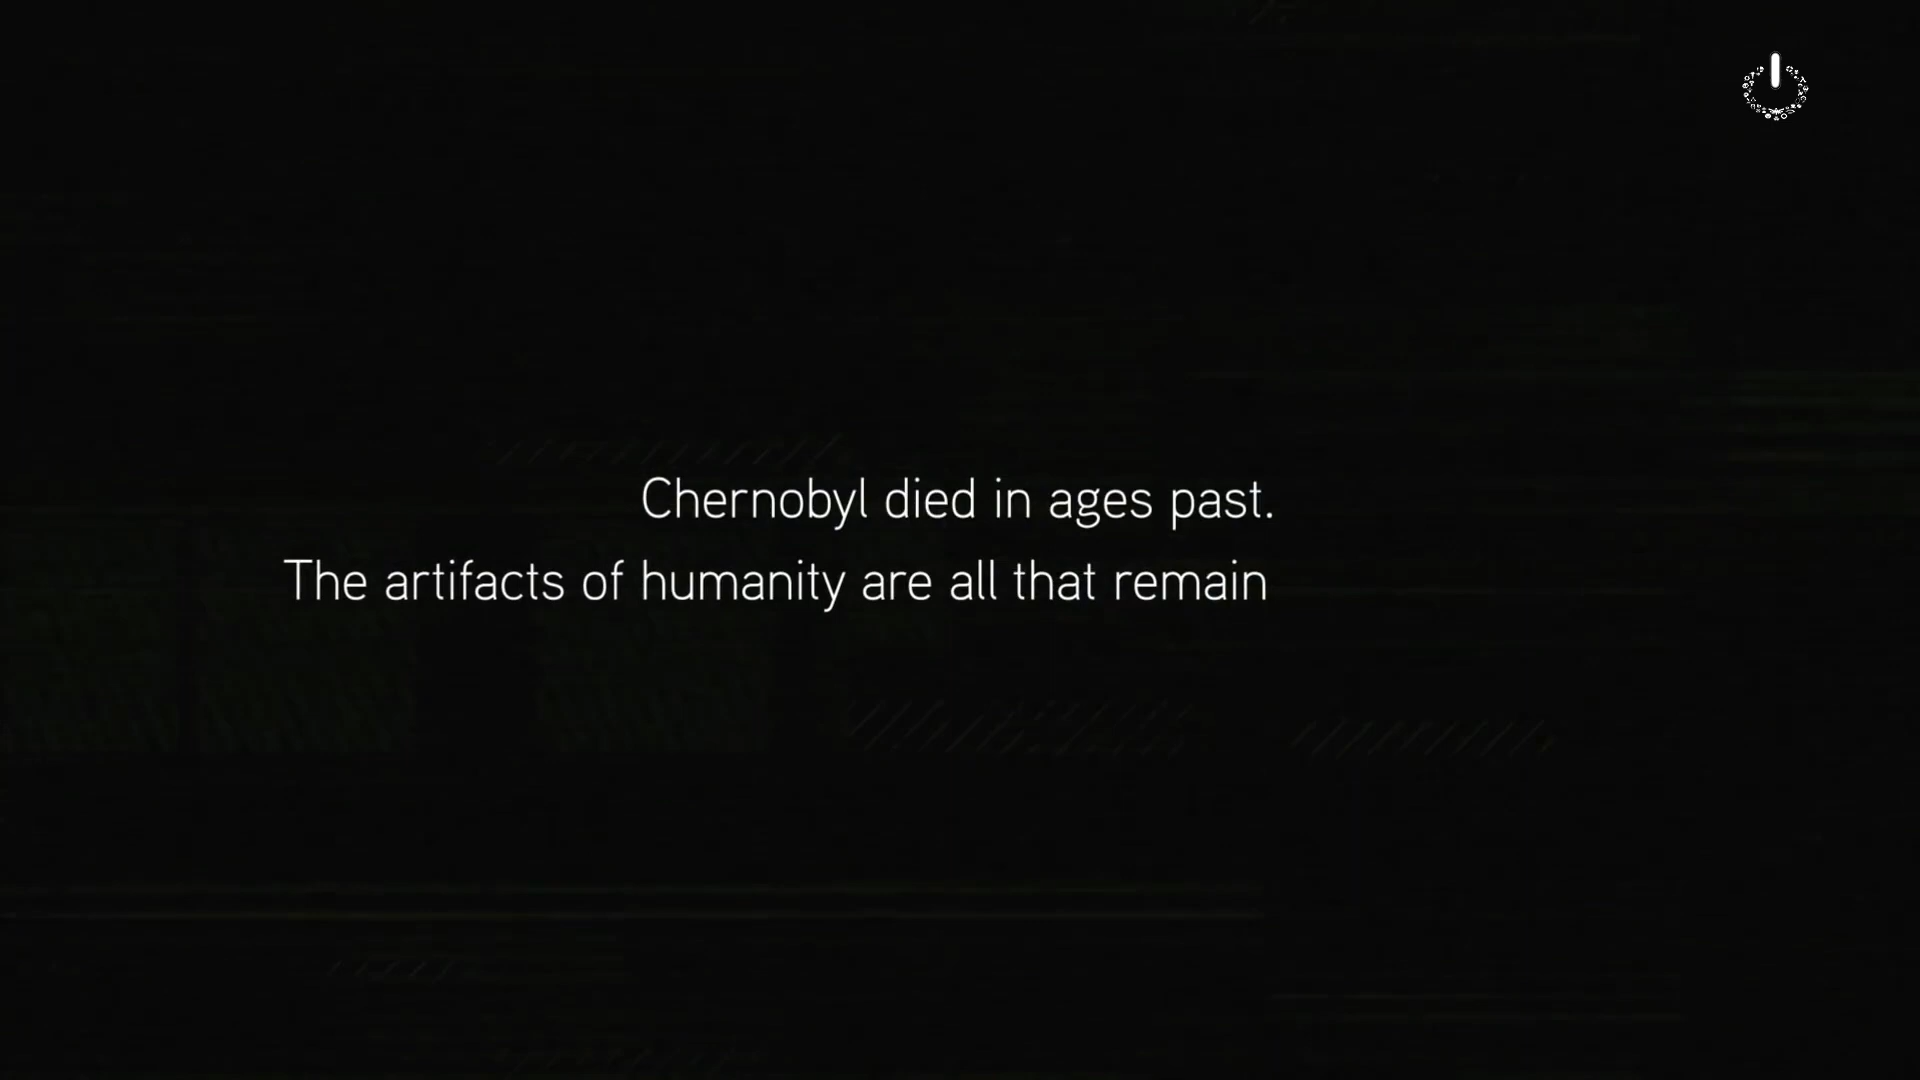 Chernobyl died in ages past.
The artifacts of humanity are all that remain